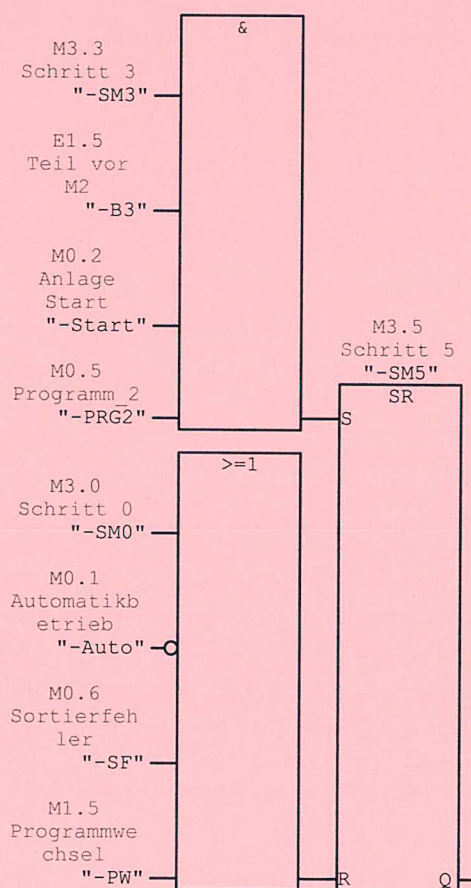 &
M3.3
Schritt 3
"-SM3"
E1.5
Teil vor
M2
"-B3"
M0.2
Anlage
Start
"-Start"
M0.5
Programm_2
"-PRG2"
M3.5
Schritt 5
"-SM5"
SR
S
>=1
M3.0
Schritt 0
"-SM0"
M0.1
Automatikb
etrieb
"-Auto"
M0.6
Sortierfeh
ler
"-SF"
M1.5
Programmwe
chsel
"-PW"
R
Q